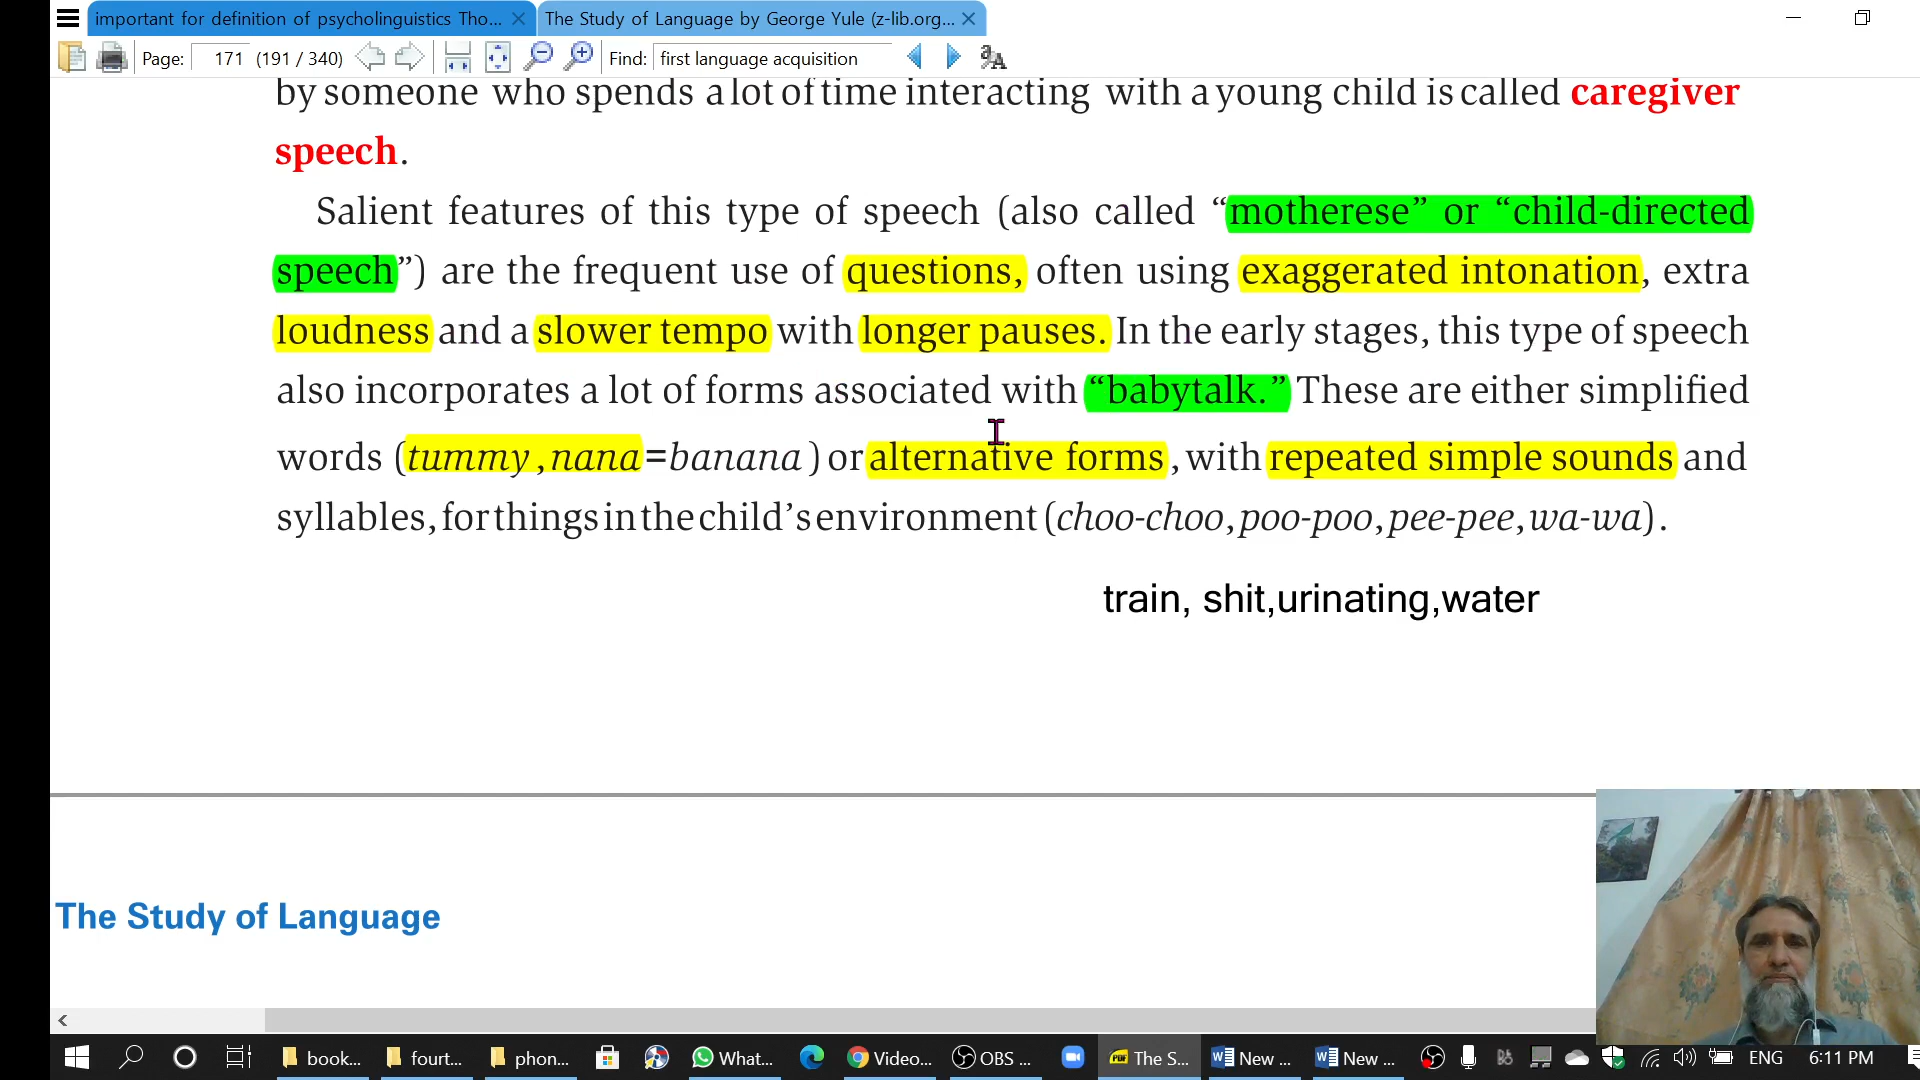 important for definition of psycholinguistics Tho...
The Study of Language by George Yule (z-lib.org...
Page: 171 (191 / 340) Find: first language acquisition
by someone who spends a lot of time interacting with a young child is called caregiver
speech.
Salient features of this type of speech (also called “motherese” or “child-directed
speech”) are the frequent use of questions, often using exaggerated intonation, extra
loudness and a slower tempo with longer pauses. In the early stages, this type of speech
also incorporates a lot of forms associated with “babytalk.” These are either simplified
words (tummy, nana=banana) or alternative forms, with repeated simple sounds and
syllables, for things in the child’s environment (choo-choo, poo-poo, pee-pee, wa-wa).
train, shit,urinating,water
The Study of Language
book...
fourt...
phon...
What...
Video...
OBS ...
The S...
New ...
New ...
ENG
6:11 PM